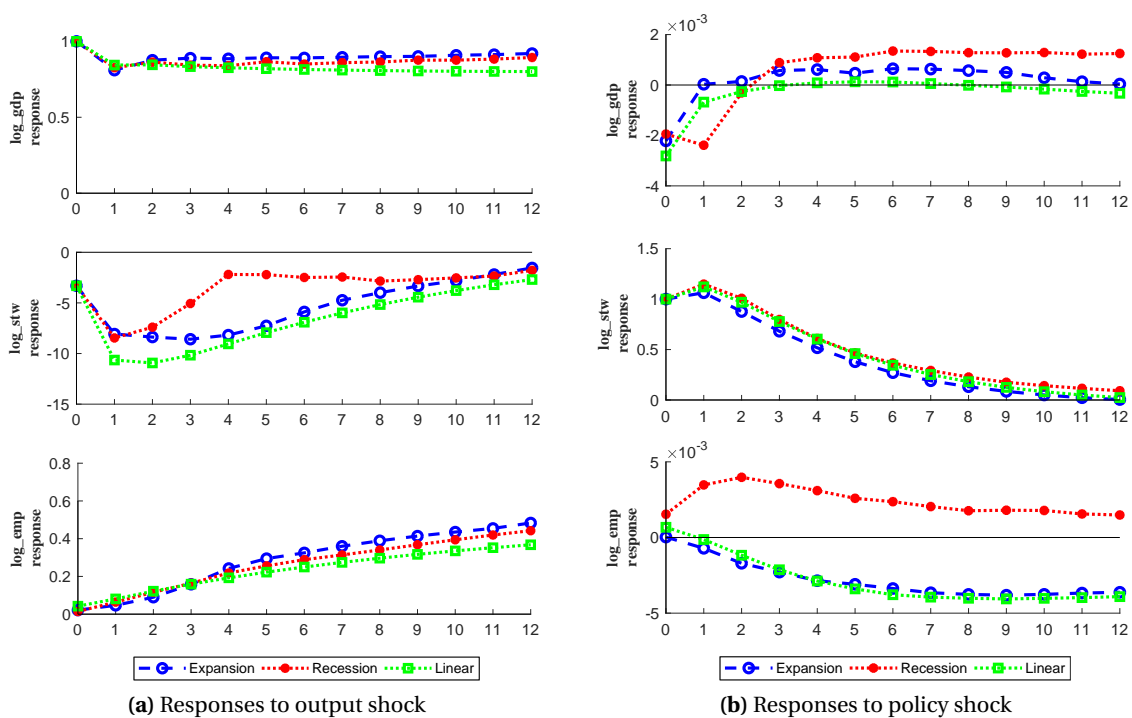 log_gdp
response
1
0.5
0
0 1 2 3 4 5 6 7 8 9 10 11 12
log_stw
response
0
-5
-10
-15
0 1 2 3 4 5 6 7 8 9 10 11 12
log_emp
response
0.8
0.6
0.4
0.2
0
0 1 2 3 4 5 6 7 8 9 10 11 12
Expansion Recession Linear
(a) Responses to output shock
×10-3
log_gdp
response
2
0
-2
-4
0 1 2 3 4 5 6 7 8 9 10 11 12
log_stw
response
1.5
1
0.5
0
0 1 2 3 4 5 6 7 8 9 10 11 12
×10-3
log_emp
response
5
0
-5
0 1 2 3 4 5 6 7 8 9 10 11 12
Expansion Recession Linear
(b) Responses to policy shock